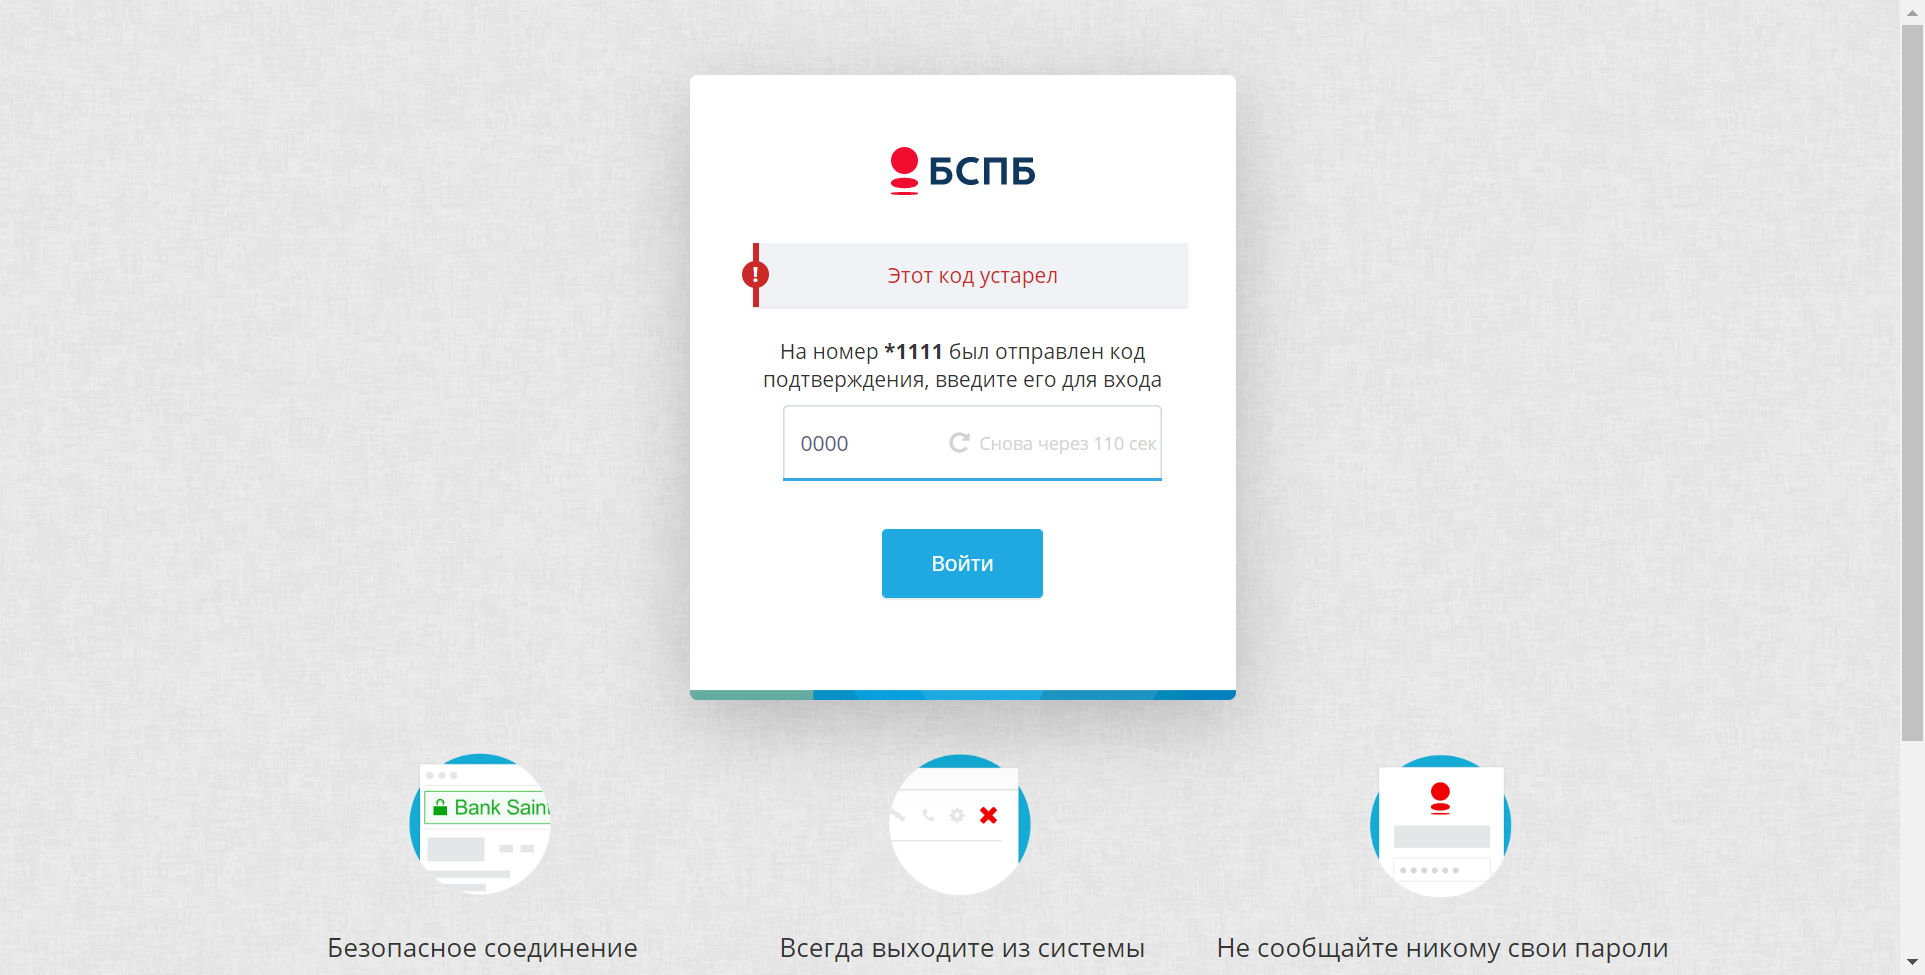 БСПБ
Этот код устарел
На номер *1111 был отправлен код
подтверждения, введите его для входа
0000
Снова через 110 сек
Войти
Bank Sain
Безопасное соединение
Всегда выходите из системы
Не сообщайте никому свои пароли